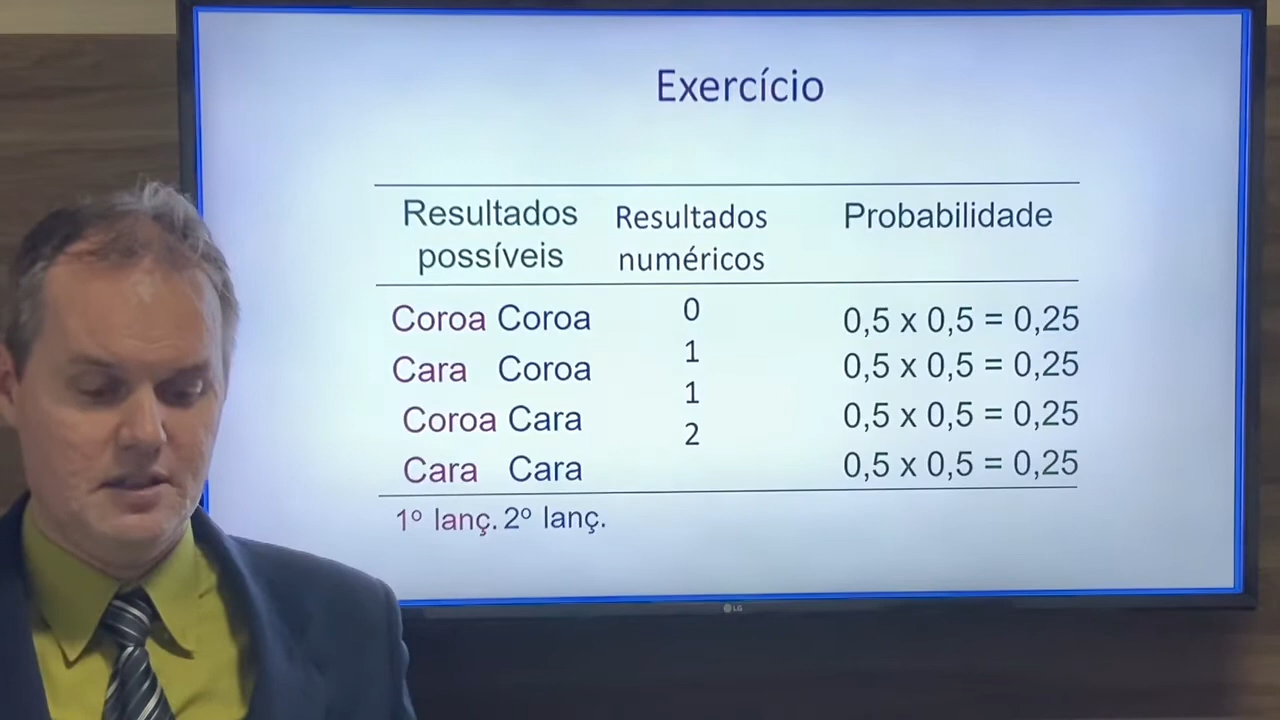 Exercício
Resultados possíveis Resultados numéricos Probabilidade
Coroa Coroa 0 0,5 x 0,5 = 0,25
Cara Coroa 1 0,5 x 0,5 = 0,25
Coroa Cara 1 0,5 x 0,5 = 0,25
Cara Cara 2 0,5 x 0,5 = 0,25
1º lanç. 2º lanç.
LG